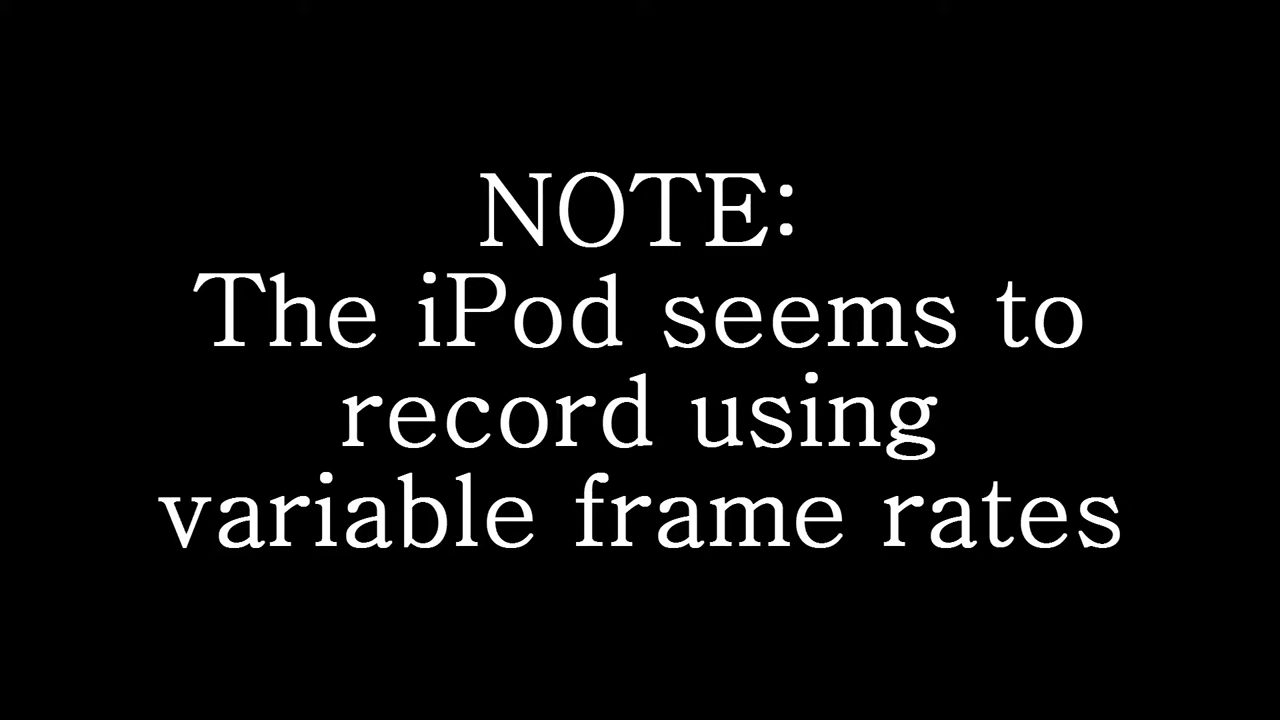 NOTE:
The iPod seems to
record using
variable frame rates